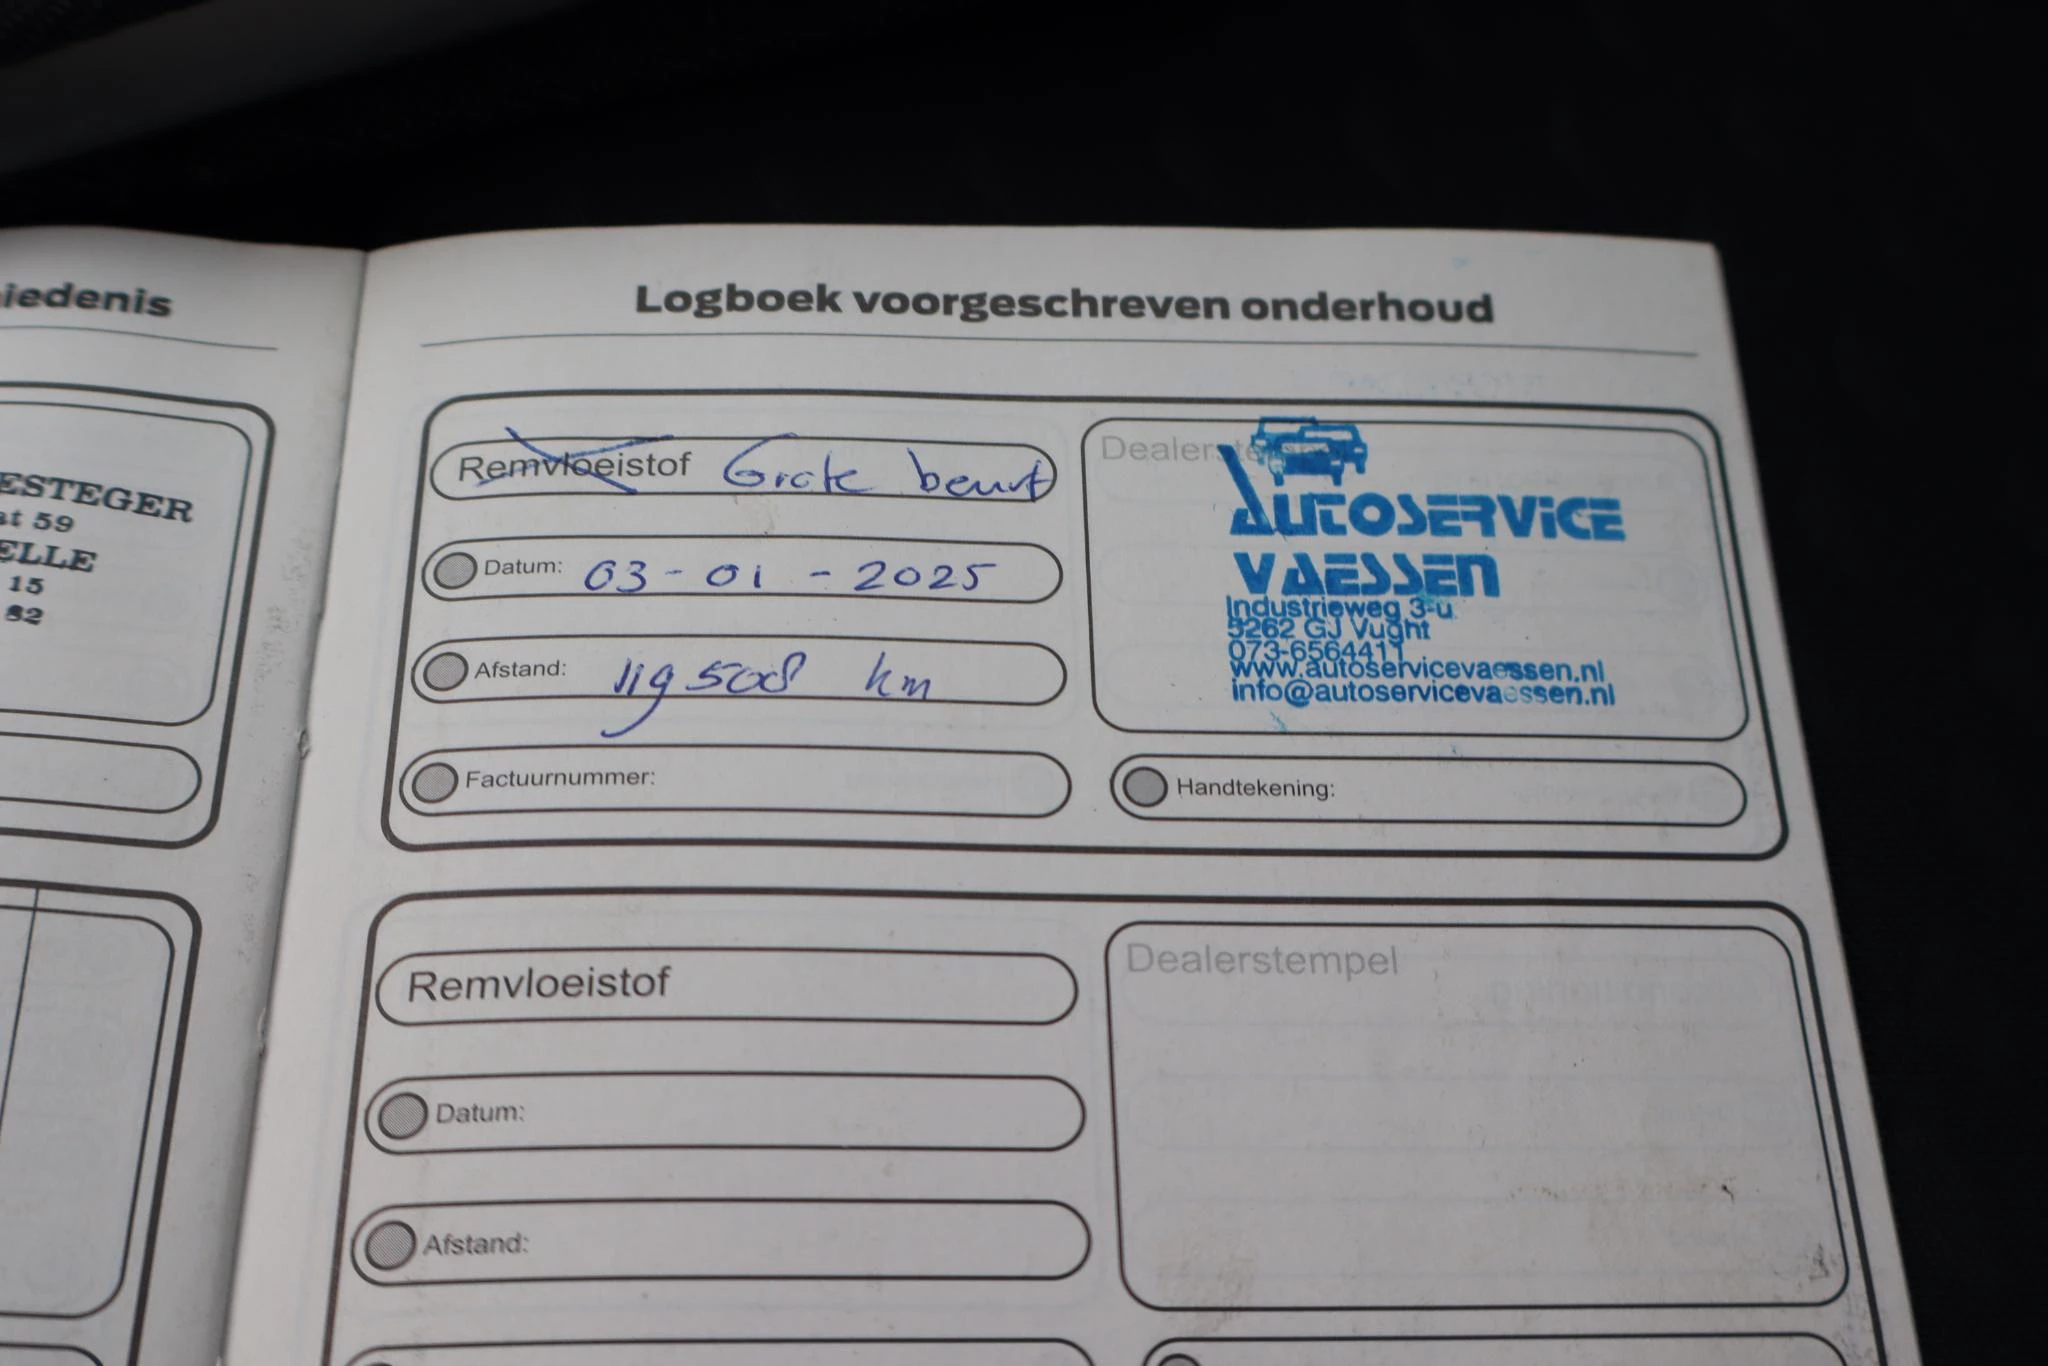 iedenis
ESTEGER
at 59
ELLE
15
82
Logboek voorgeschreven onderhoud
Remvloeistof Grote beurt
Datum: 03-01-2025
Afstand: 119508 km
Factuurnummer:
Dealerstempel
AUTOSERVICE
VAESSEN
Industrieweg 3-u
5262 GJ Vught
073-6564411
www.autoservicevaessen.nl
info@autoservicevaessen.nl
Handtekening:
Remvloeistof
Datum:
Afstand:
Dealerstempel